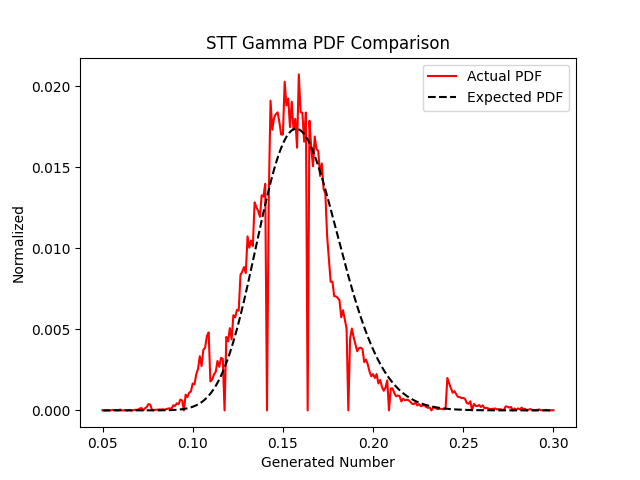 STT Gamma PDF Comparison
Actual PDF
Expected PDF
Normalized
0.020
0.015
0.010
0.005
0.000
0.05 0.10 0.15 0.20 0.25 0.30
Generated Number